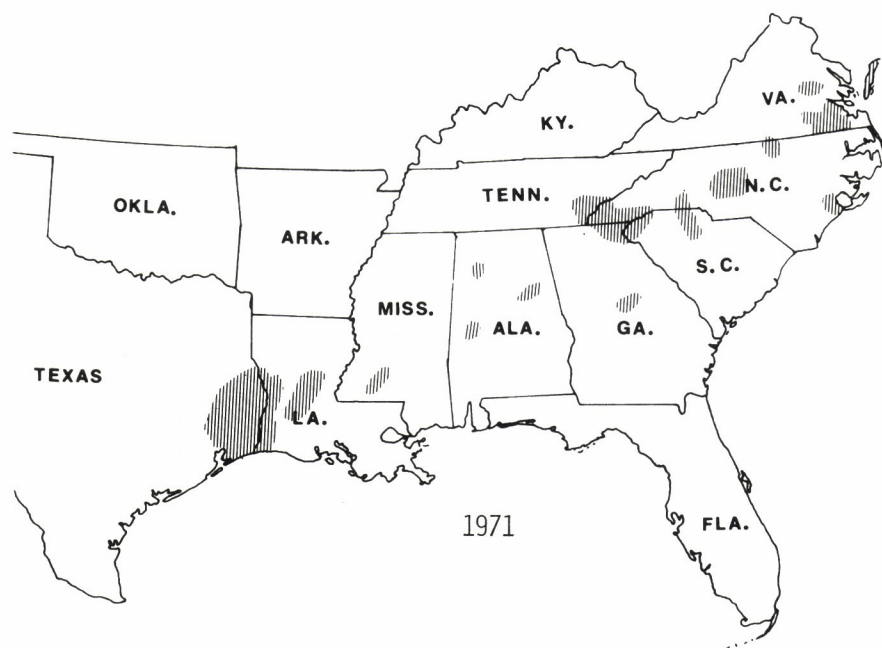 VA.
KY.
TENN.
N.C.
OKLA.
ARK.
S.C.
MISS.
ALA.
GA.
TEXAS
LA.
1971
FLA.